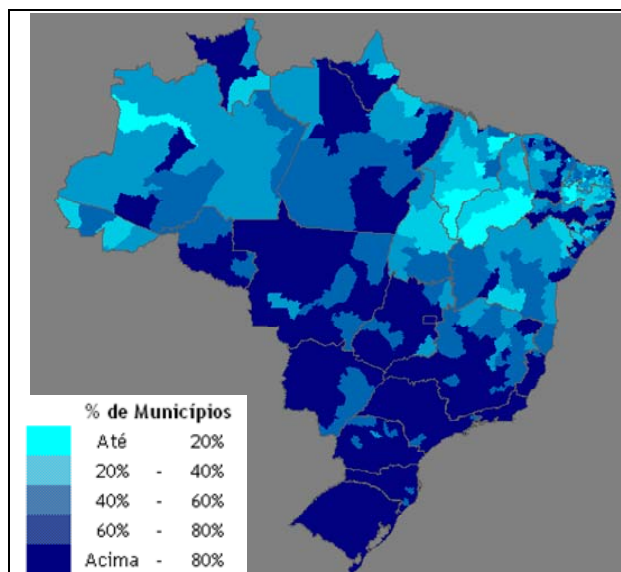 % de Municípios
Até 20%
20% - 40%
40% - 60%
60% - 80%
Acima - 80%